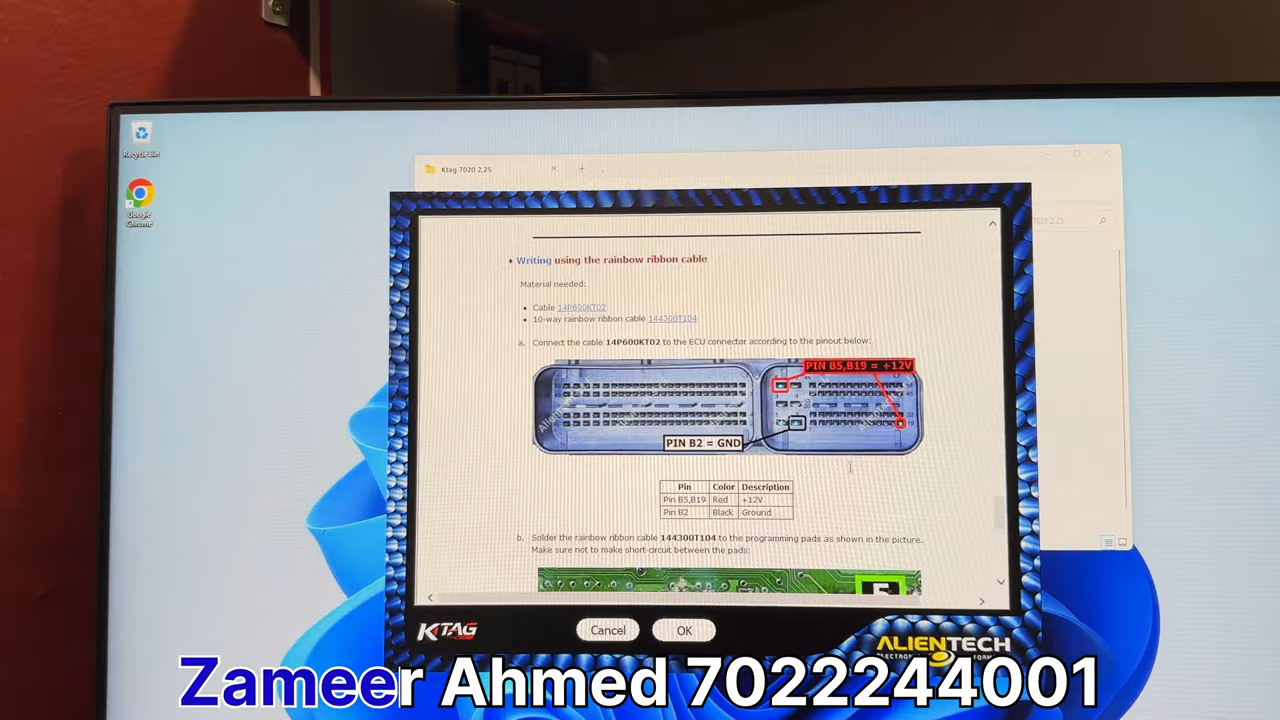 Recycle Bin
Google
Chrome
Ktag 7020 2.25
7020 2.25
Writing using the rainbow ribbon cable
Material needed:
Cable 14P600KT02
10-way rainbow ribbon cable 144300T104
a. Connect the cable 14P600KT02 to the ECU connector according to the pinout below:
PIN B5,B19 = +12V
PIN B2 = GND
Pin Color Description
Pin B5,B19 Red +12V
Pin B2 Black Ground
b. Solder the rainbow ribbon cable 144300T104 to the programming pads as shown in the picture.
Make sure not to make short-circuit between the pads:
KTAG
Cancel
OK
ALIENTECH
Zameer Ahmed 7022244001